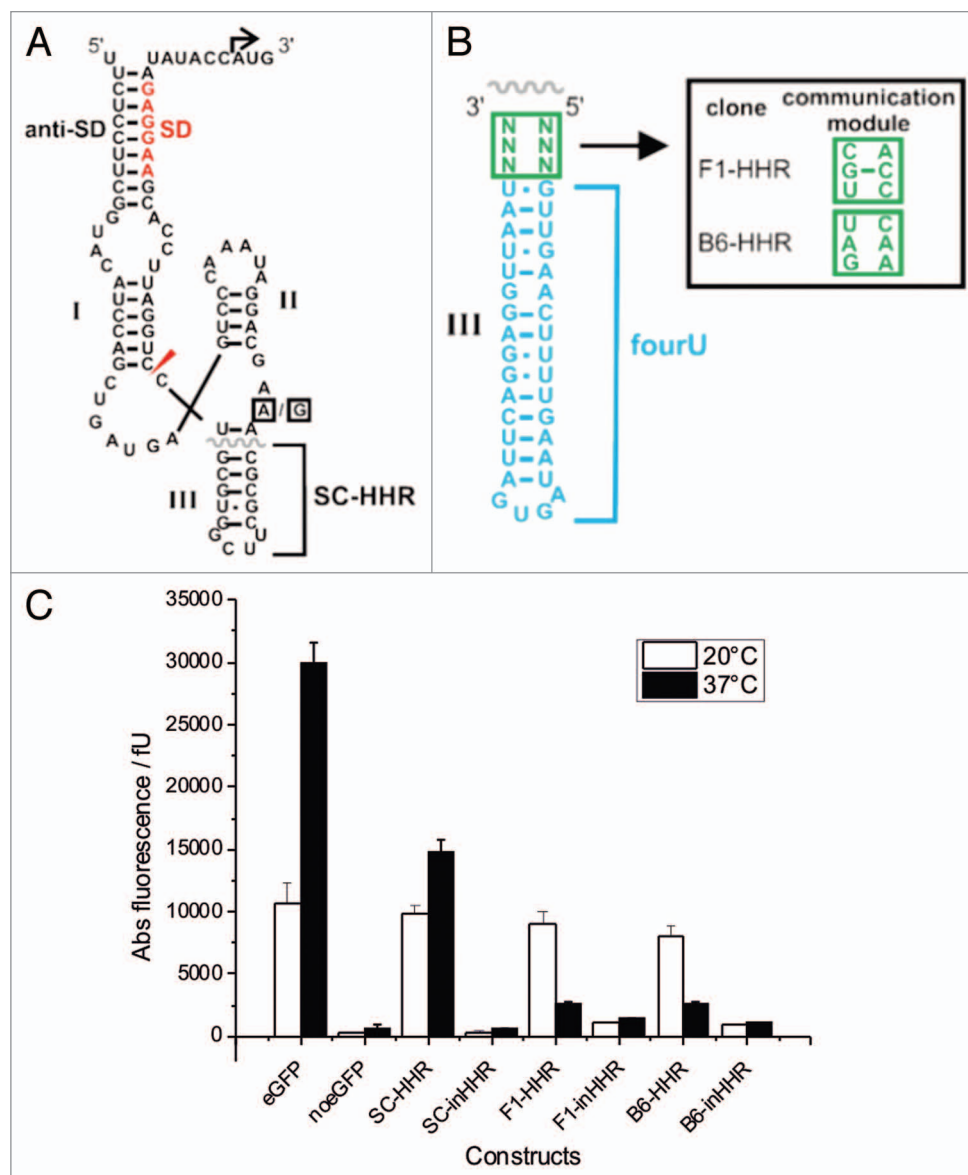 A
5'
U
UAUACCAUG
3'
anti-SD
SD
AGAGGAAGC
I
II
A / G
III
SC-HHR
B
3'
5'
N N
N N
N N
U G
A U
A U
U G
U A
G A
G C
A U
G U
G U
A U
C G
U A
U A
A U
G A
U G
III
fourU
clone
communication
module
F1-HHR
C A
G C
U C
B6-HHR
U C
A A
G A
C
Abs fluorescence / fU
35000
30000
25000
20000
15000
10000
5000
0
20°C
37°C
eGFP
noeGFP
SC-HHR
SC-inHHR
F1-HHR
F1-inHHR
B6-HHR
B6-inHHR
Constructs